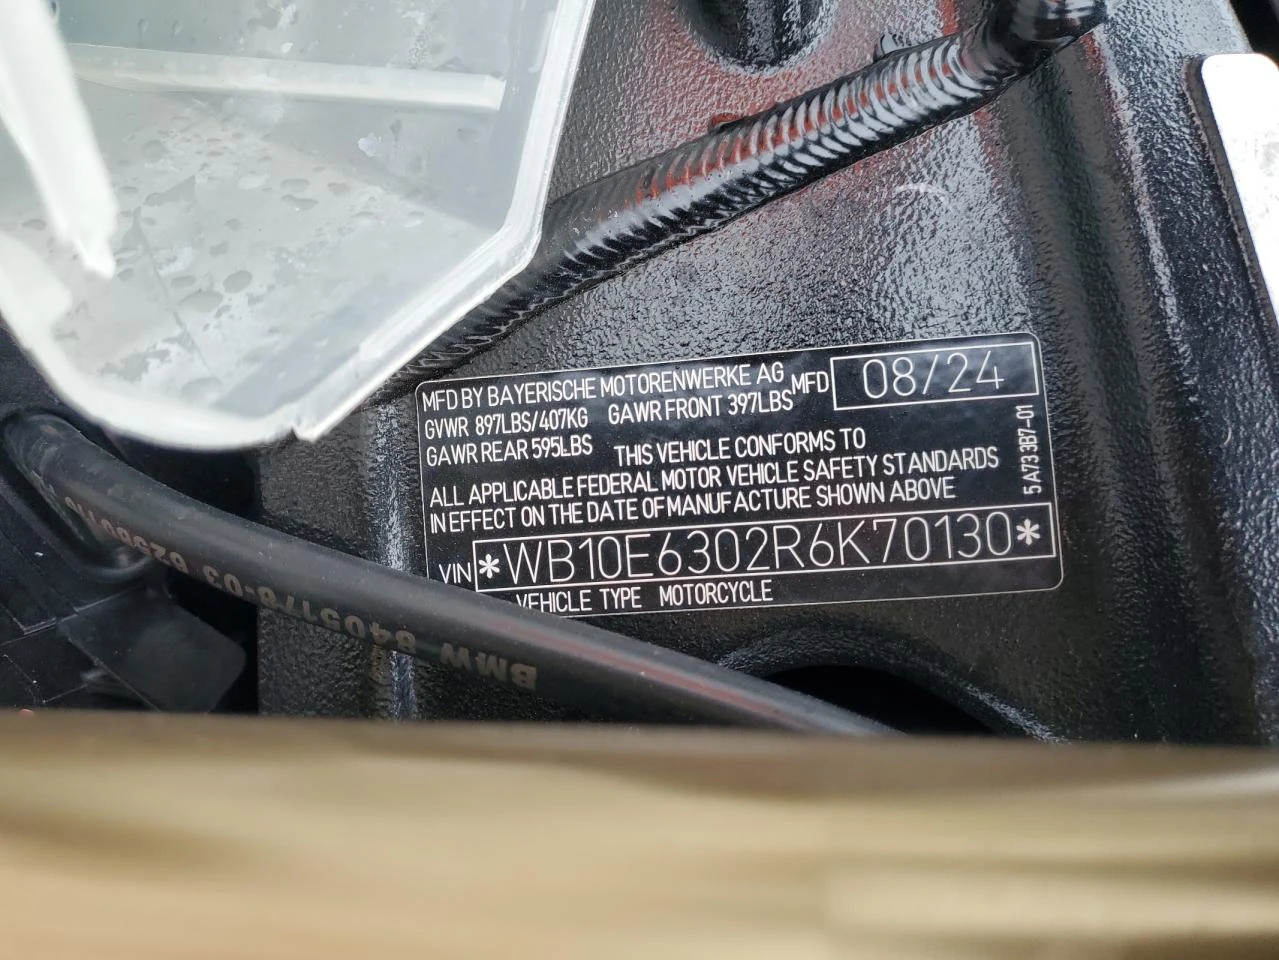 MFD BY BAYERISCHE MOTORENWERKE AG
MFD 08/24
GVWR 897LBS/407KG GAWR FRONT 397LBS
GAWR REAR 595LBS THIS VEHICLE CONFORMS TO
ALL APPLICABLE FEDERAL MOTOR VEHICLE SAFETY STANDARDS
IN EFFECT ON THE DATE OF MANUFACTURE SHOWN ABOVE
5A733B7-01
VIN *WB10E6302R6K70130*
VEHICLE TYPE MOTORCYCLE
BMW 8405178-03